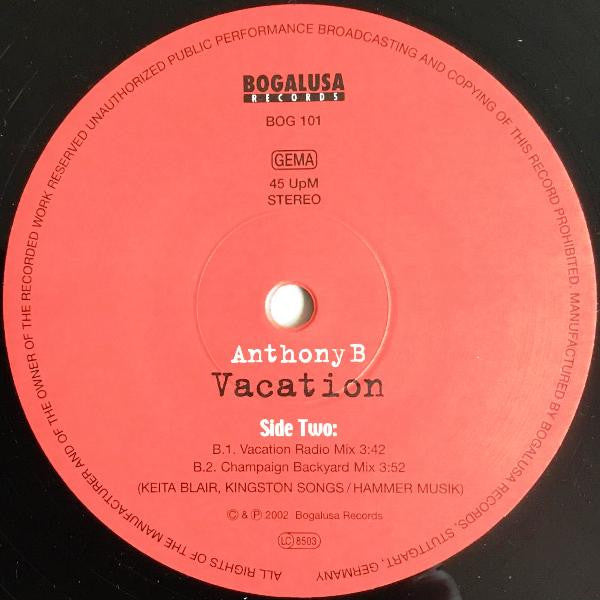 BOGALUSA
RECORDS
BOG 101
GEMA
45 UpM
STEREO
Anthony B
Vacation
Side Two:
B.1. Vacation Radio Mix 3:42
B.2. Champaign Backyard Mix 3:52
(KEITA BLAIR, KINGSTON SONGS / HAMMER MUSIK)
© & ℗ 2002 Bogalusa Records
LC 8503
ALL RIGHTS OF THE MANUFACTURER AND OF THE OWNER OF THE RECORDED WORK RESERVED UNAUTHORIZED PUBLIC PERFORMANCE BROADCASTING AND COPYING OF THIS RECORD PROHIBITED. MANUFACTURED BY BOGALUSA RECORDS, STUTTGART, GERMANY